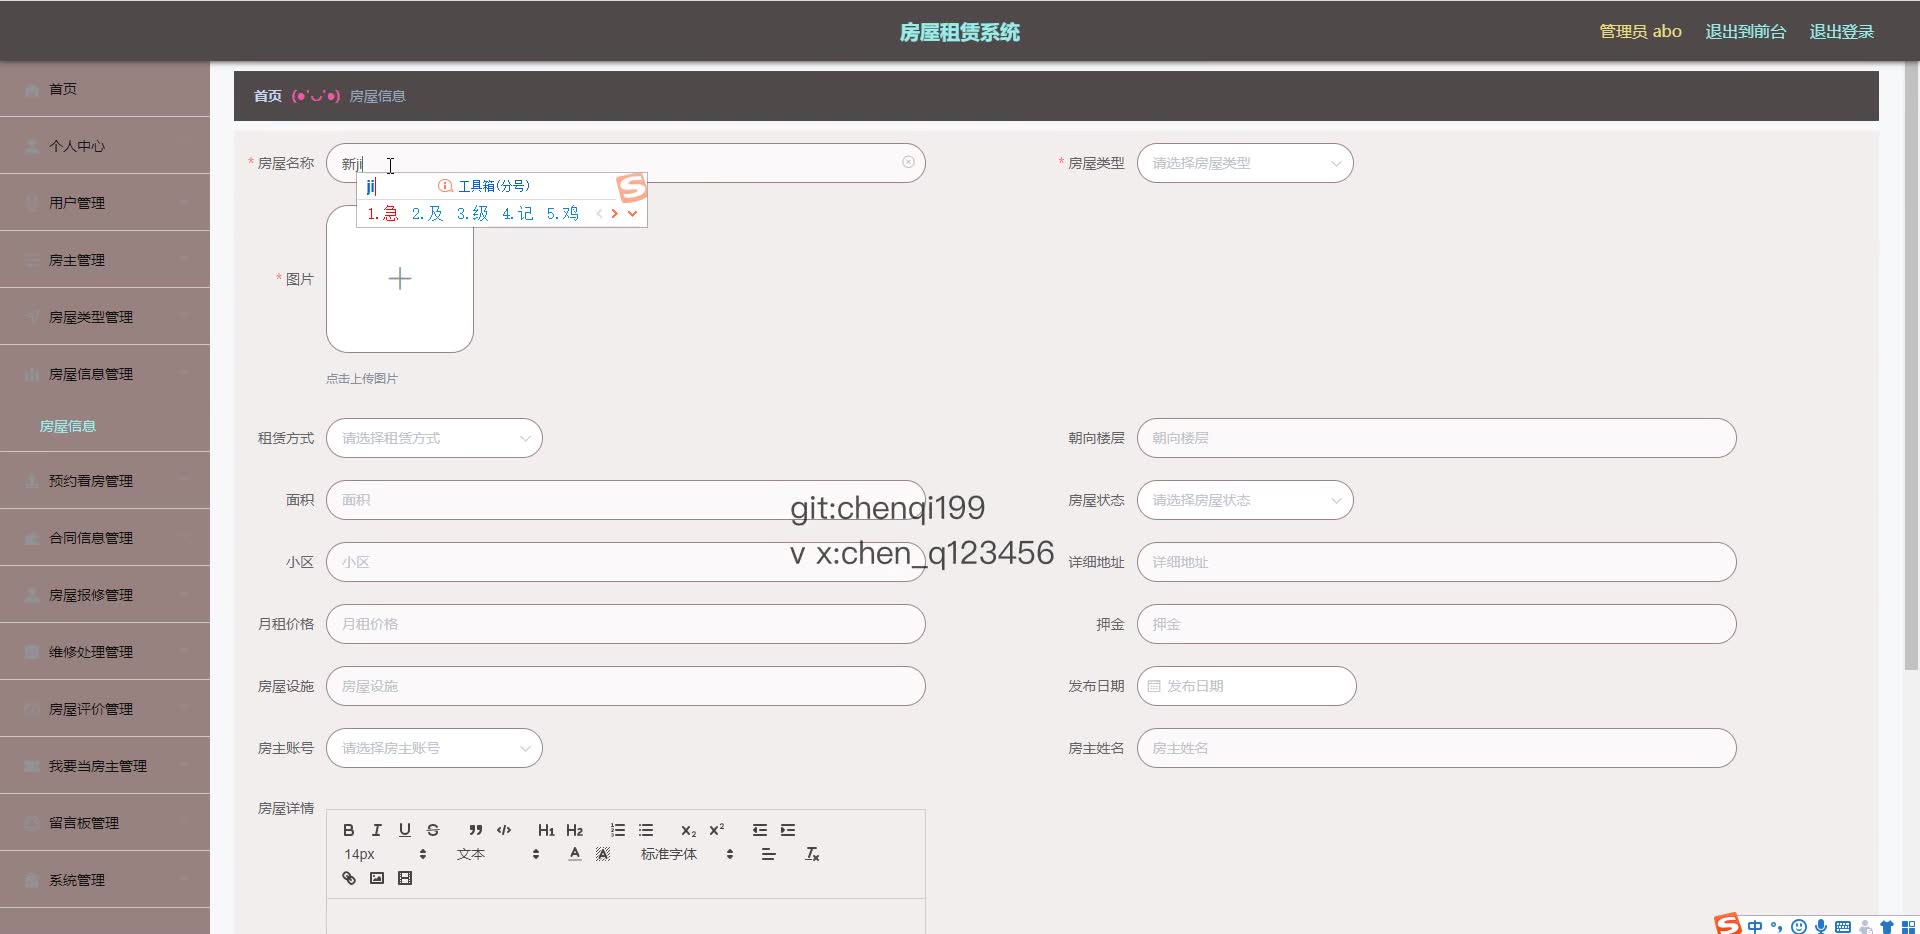 房屋租赁系统
管理员 abo 退出到前台 退出登录
首页
个人中心
用户管理
房主管理
房屋类型管理
房屋信息管理
房屋信息
预约看房管理
合同信息管理
房屋报修管理
维修处理管理
房屋评价管理
我要当房主管理
留言板管理
系统管理
首页 (●'◡'●) 房屋信息
* 房屋名称 新ji
* 房屋类型 请选择房屋类型
ji 工具箱(分号)
1.急 2.及 3.级 4.记 5.鸡
* 图片
点击上传图片
租赁方式 请选择租赁方式
朝向楼层 朝向楼层
面积 面积
房屋状态 请选择房屋状态
git:chenqi199
小区 小区
v x:chen_q123456
详细地址 详细地址
月租价格 月租价格
押金 押金
房屋设施 房屋设施
发布日期 发布日期
房主账号 请选择房主账号
房主姓名 房主姓名
房屋详情
B I U S H1 H2 X2 X2
14px 文本 A A 标准字体 Tx
S 中